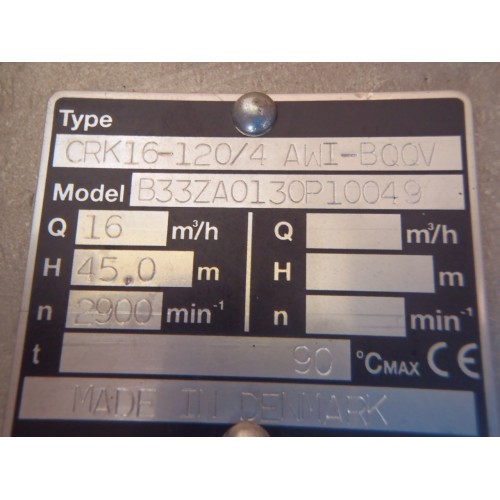 Type
CRK16-120/4 AWI-BQQV
Model B33ZA0130P10049
Q 16 m³/h Q m³/h
H 45.0 m H m
n 2900 min⁻¹ n min⁻¹
t 90 °CMAX CE
MADE IN DENMARK